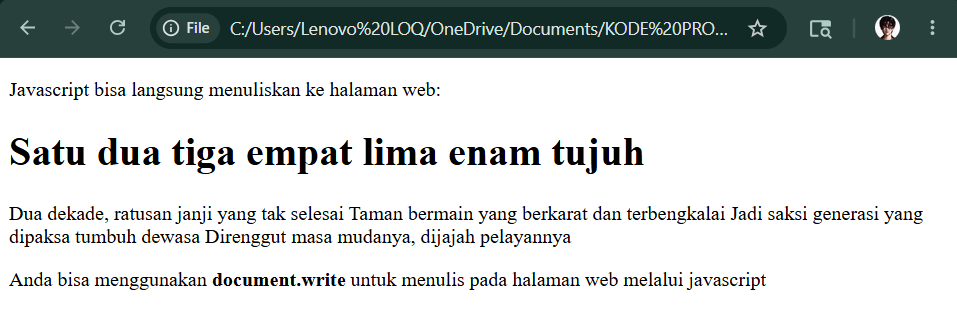 File C:/Users/Lenovo%20LOQ/OneDrive/Documents/KODE%20PRO...
Javascript bisa langsung menuliskan ke halaman web:
Satu dua tiga empat lima enam tujuh
Dua dekade, ratusan janji yang tak selesai Taman bermain yang berkarat dan terbengkalai Jadi saksi generasi yang
dipaksa tumbuh dewasa Direnggut masa mudanya, dijajah pelayannya
Anda bisa menggunakan document.write untuk menulis pada halaman web melalui javascript